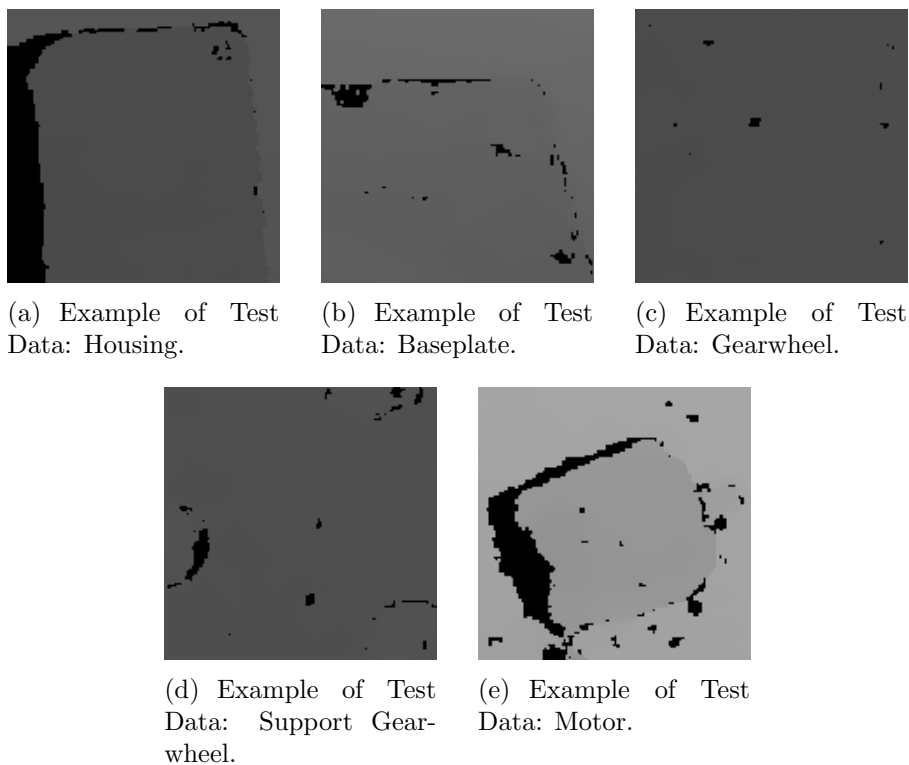 (a) Example of Test
Data: Housing.
(b) Example of Test
Data: Baseplate.
(c) Example of Test
Data: Gearwheel.
(d) Example of Test
Data: Support Gear-
wheel.
(e) Example of Test
Data: Motor.